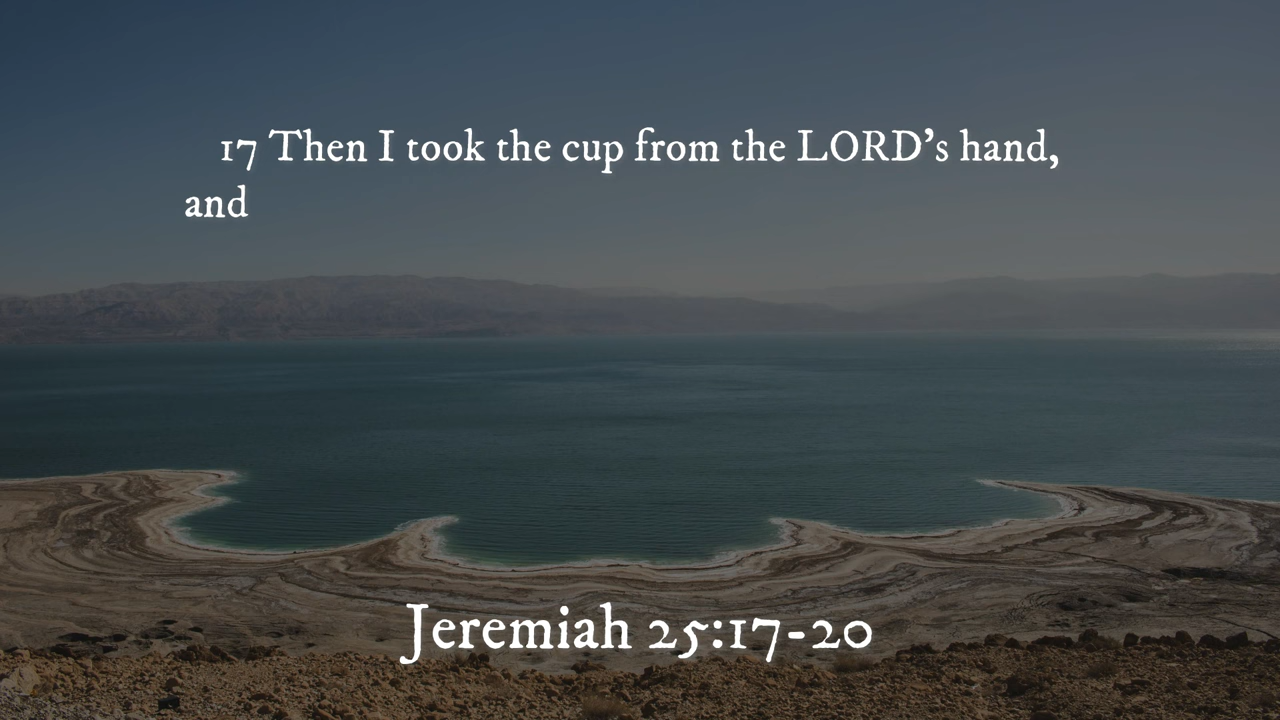 17 Then I took the cup from the LORD’s hand,
and
Jeremiah 25:17-20